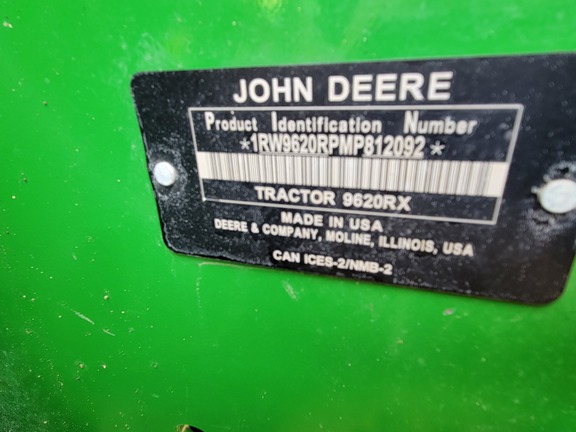 JOHN DEERE
Product Identification Number
*1RW9620RPMP812092*
TRACTOR 9620RX
MADE IN USA
DEERE & COMPANY, MOLINE, ILLINOIS, USA
CAN ICES-2/NMB-2